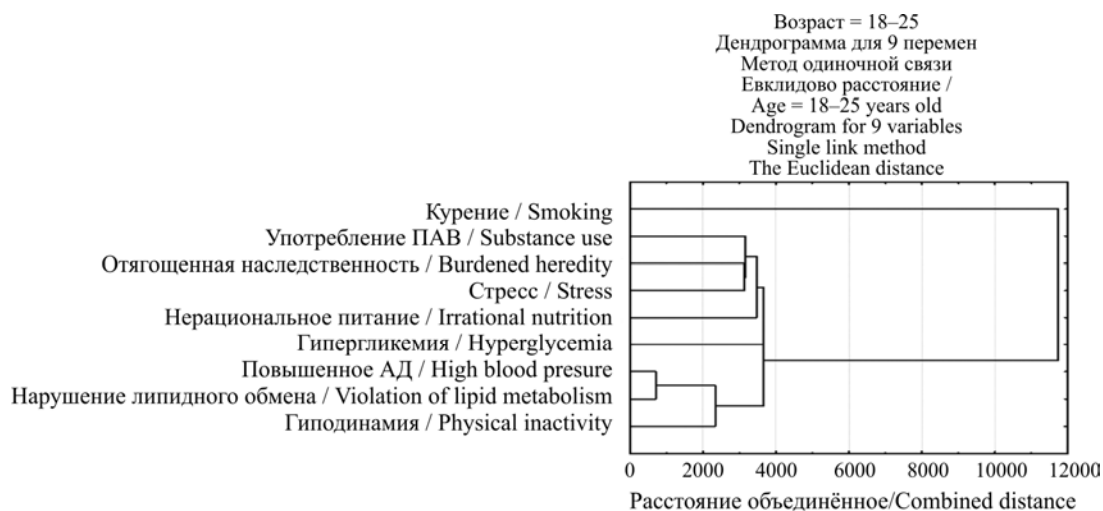 Возраст = 18–25
Дендрограмма для 9 перемен
Метод одиночной связи
Евклидово расстояние /
Age = 18–25 years old
Dendrogram for 9 variables
Single link method
The Euclidean distance
Курение / Smoking
Употребление ПАВ / Substance use
Отягощенная наследственность / Burdened heredity
Стресс / Stress
Нерациональное питание / Irrational nutrition
Гипергликемия / Hyperglycemia
Повышенное АД / High blood presure
Нарушение липидного обмена / Violation of lipid metabolism
Гиподинамия / Physical inactivity
0 2000 4000 6000 8000 10000 12000
Расстояние объединённое/Combined distance